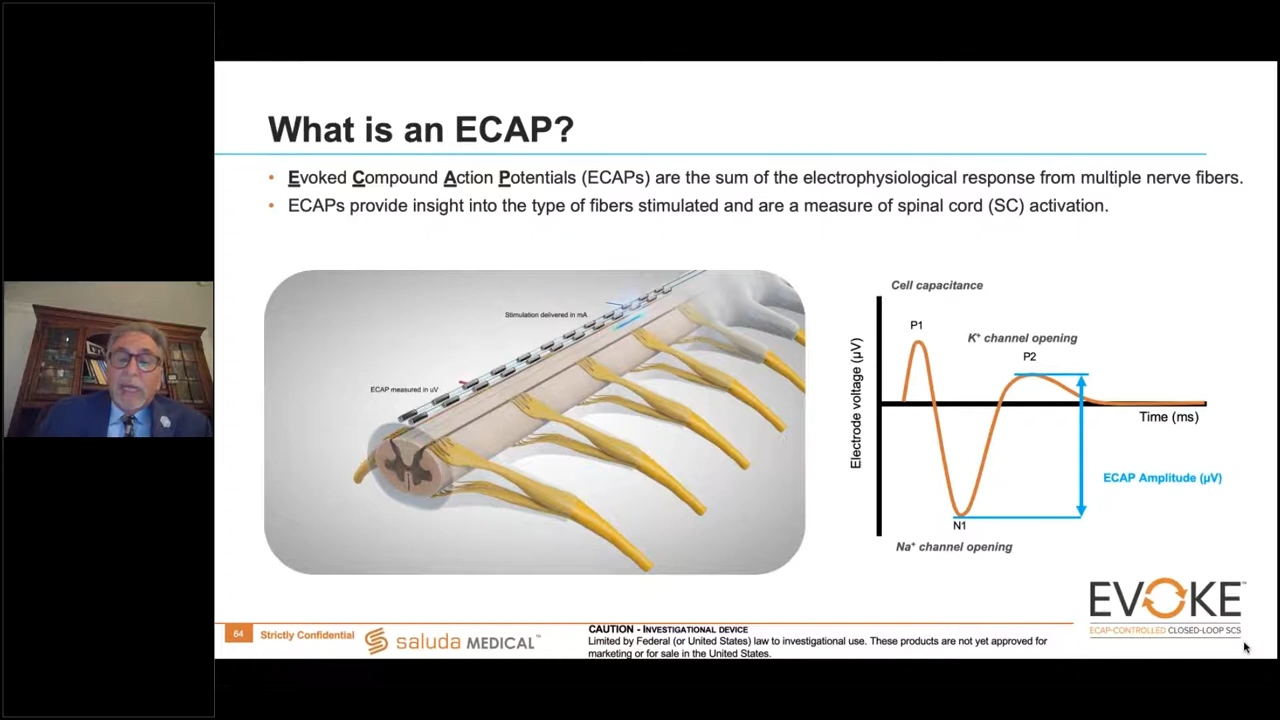 What is an ECAP?
• Evoked Compound Action Potentials (ECAPs) are the sum of the electrophysiological response from multiple nerve fibers.
• ECAPs provide insight into the type of fibers stimulated and are a measure of spinal cord (SC) activation.
Stimulation delivered in mA
ECAP measured in uV
Cell capacitance
P1
K⁺ channel opening
P2
Electrode voltage (µV)
Time (ms)
ECAP Amplitude (µV)
N1
Na⁺ channel opening
EVOKE™
ECAP-CONTROLLED CLOSED-LOOP SCS
64
Strictly Confidential
saluda MEDICAL™
CAUTION - INVESTIGATIONAL DEVICE
Limited by Federal (or United States) law to investigational use. These products are not yet approved for
marketing or for sale in the United States.